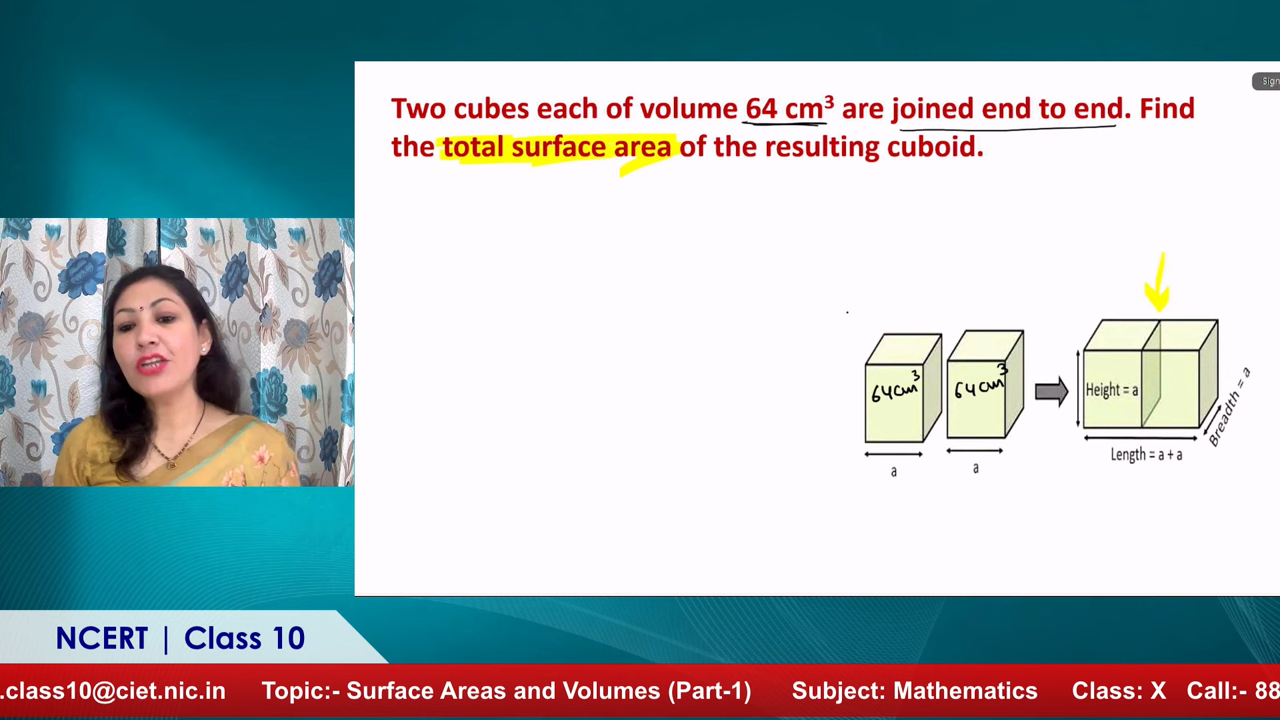 Sign
Two cubes each of volume 64 cm³ are joined end to end. Find
the total surface area of the resulting cuboid.
64cm³
64cm³
Height = a
Breadth = a
Length = a + a
a
a
NCERT | Class 10
.class10@ciet.nic.in Topic:- Surface Areas and Volumes (Part-1) Subject: Mathematics Class: X Call:- 88